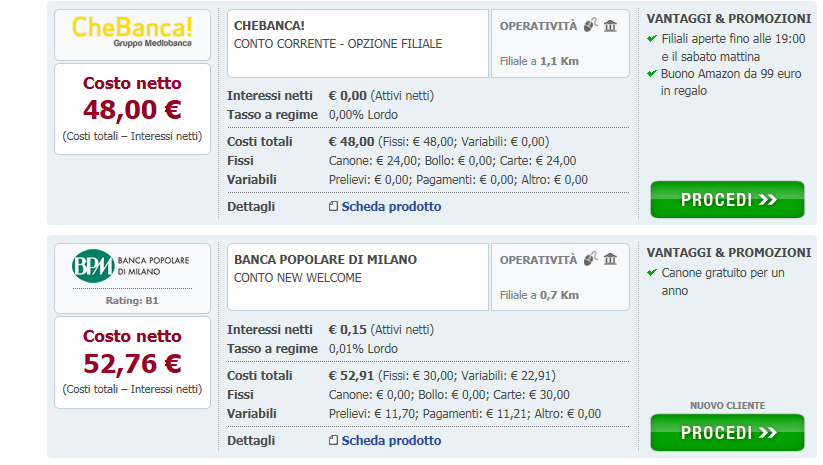 CheBanca!
Gruppo Mediobanca
Costo netto
48,00 €
(Costi totali – Interessi netti)
CHEBANCA!
CONTO CORRENTE - OPZIONE FILIALE
OPERATIVITÀ
Filiale a 1,1 Km
Interessi netti € 0,00 (Attivi netti)
Tasso a regime 0,00% Lordo
Costi totali € 48,00 (Fissi: € 48,00; Variabili: € 0,00)
Fissi Canone: € 24,00; Bollo: € 0,00; Carte: € 24,00
Variabili Prelievi: € 0,00; Pagamenti: € 0,00; Altro: € 0,00
Dettagli Scheda prodotto
VANTAGGI & PROMOZIONI
Filiali aperte fino alle 19:00
e il sabato mattina
Buono Amazon da 99 euro
in regalo
PROCEDI >>
BPM BANCA POPOLARE
DI MILANO
Rating: B1
Costo netto
52,76 €
(Costi totali – Interessi netti)
BANCA POPOLARE DI MILANO
CONTO NEW WELCOME
OPERATIVITÀ
Filiale a 0,7 Km
Interessi netti € 0,15 (Attivi netti)
Tasso a regime 0,01% Lordo
Costi totali € 52,91 (Fissi: € 30,00; Variabili: € 22,91)
Fissi Canone: € 0,00; Bollo: € 0,00; Carte: € 30,00
Variabili Prelievi: € 11,70; Pagamenti: € 11,21; Altro: € 0,00
Dettagli Scheda prodotto
VANTAGGI & PROMOZIONI
Canone gratuito per un
anno
NUOVO CLIENTE
PROCEDI >>